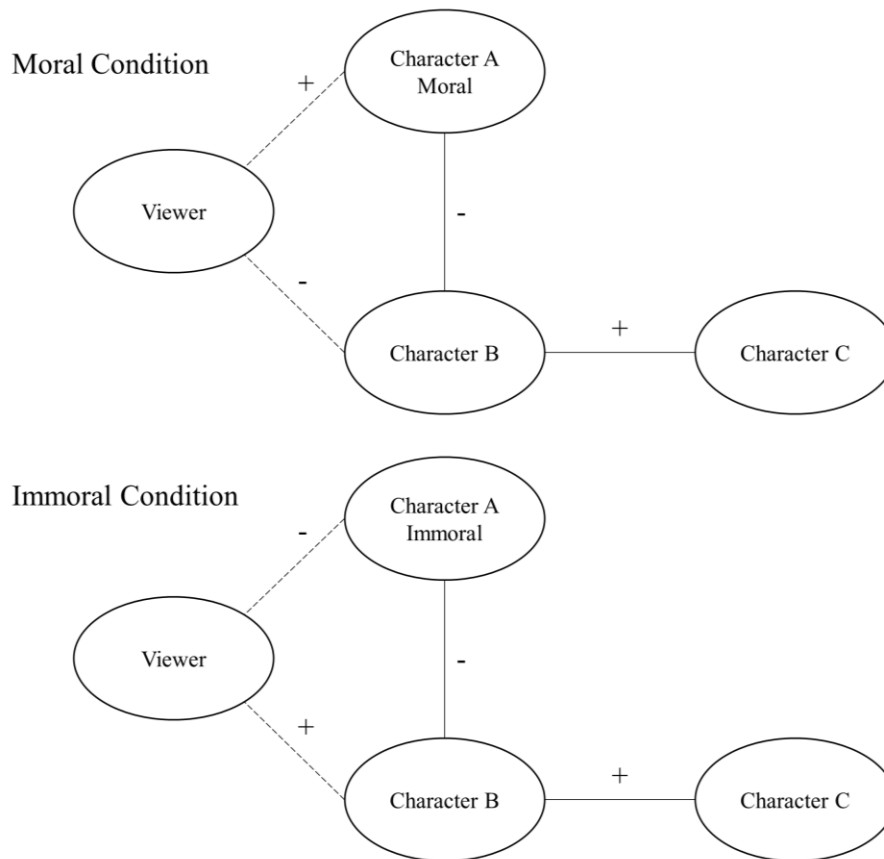 Moral Condition
Character A
Moral
+
Viewer
-
-
Character B
+
Character C
Immoral Condition
Character A
Immoral
-
Viewer
-
+
Character B
+
Character C